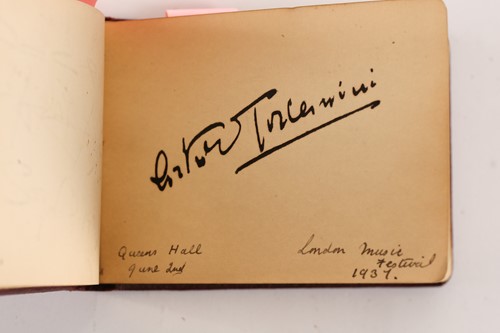 Arturo Toscanini
Queens Hall
June 2nd
London Music
Festival
1937.